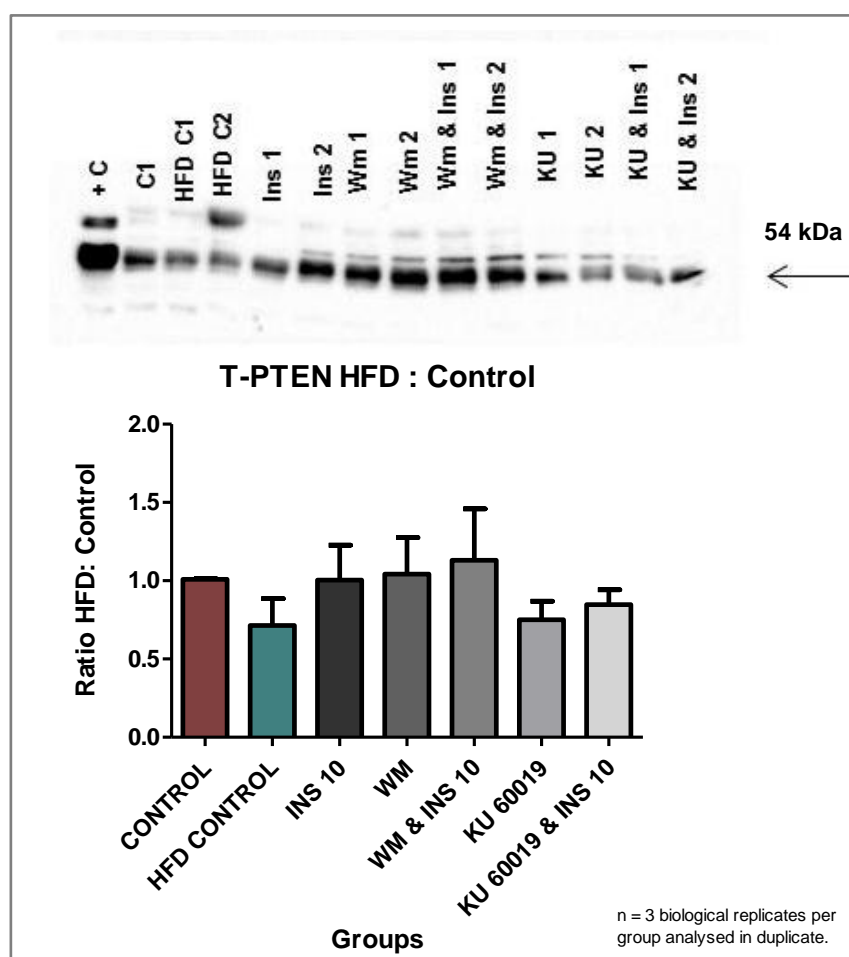 + C
C1
HFD C1
HFD C2
Ins 1
Ins 2
Wm 1
Wm 2
Wm & Ins 1
Wm & Ins 2
KU 1
KU 2
KU & Ins 1
KU & Ins 2
54 kDa
T-PTEN HFD : Control
Ratio HFD: Control
2.0
1.5
1.0
0.5
0.0
CONTROL
HFD CONTROL
INS 10
WM
WM & INS 10
KU 60019
KU 60019 & INS 10
Groups
n = 3 biological replicates per
group analysed in duplicate.